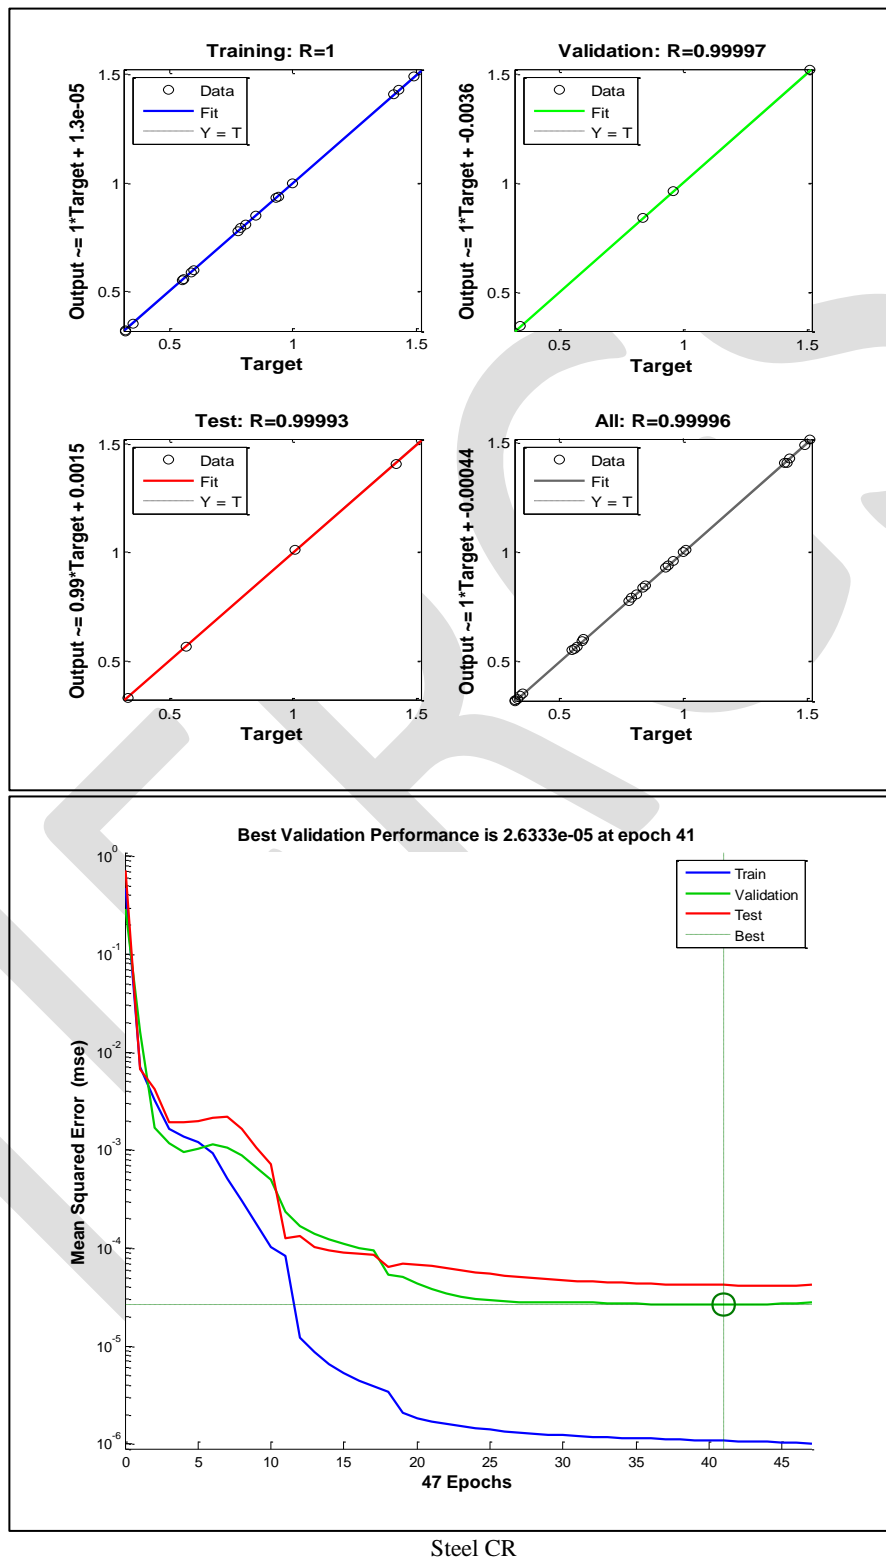 Training: R=1
Output ~= 1*Target + 1.3e-05
Data
Fit
Y = T
1.5
1
0.5
0.5
1
1.5
Target
Validation: R=0.99997
Output ~= 1*Target + -0.0036
Data
Fit
Y = T
1.5
1
0.5
0.5
1
1.5
Target
Test: R=0.99993
Output ~= 0.99*Target + 0.0015
Data
Fit
Y = T
1.5
1
0.5
0.5
1
1.5
Target
All: R=0.99996
Output ~= 1*Target + -0.00044
Data
Fit
Y = T
1.5
1
0.5
0.5
1
1.5
Target
Best Validation Performance is 2.6333e-05 at epoch 41
Mean Squared Error (mse)
10^0
10^-1
10^-2
10^-3
10^-4
10^-5
10^-6
Train
Validation
Test
Best
0
5
10
15
20
25
30
35
40
45
47 Epochs
Steel CR